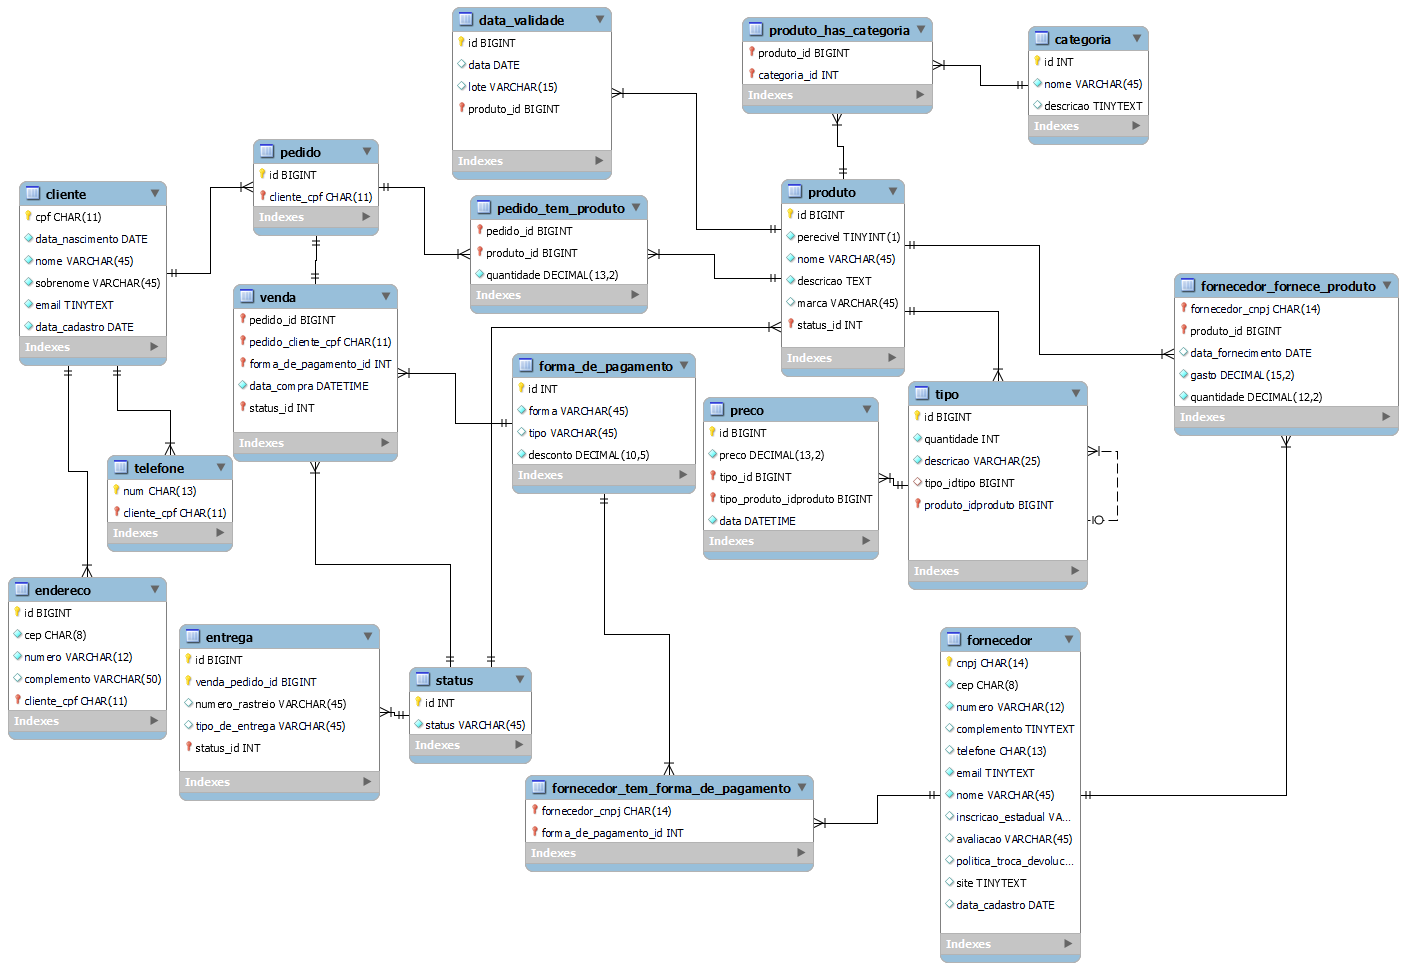 data_validade
id BIGINT
data DATE
lote VARCHAR(15)
produto_id BIGINT
Indexes
produto_has_categoria
produto_id BIGINT
categoria_id INT
Indexes
categoria
id INT
nome VARCHAR(45)
descricao TINYTEXT
Indexes
pedido
id BIGINT
cliente_cpf CHAR(11)
Indexes
cliente
cpf CHAR(11)
data_nascimento DATE
nome VARCHAR(45)
sobrenome VARCHAR(45)
email TINYTEXT
data_cadastro DATE
Indexes
pedido_tem_produto
pedido_id BIGINT
produto_id BIGINT
quantidade DECIMAL(13,2)
Indexes
produto
id BIGINT
perecivel TINYINT(1)
nome VARCHAR(45)
descricao TEXT
marca VARCHAR(45)
status_id INT
Indexes
fornecedor_fornece_produto
fornecedor_cnpj CHAR(14)
produto_id BIGINT
data_fornecimento DATE
gasto DECIMAL(15,2)
quantidade DECIMAL(12,2)
Indexes
venda
pedido_id BIGINT
pedido_cliente_cpf CHAR(11)
forma_de_pagamento_id INT
data_compra DATETIME
status_id INT
Indexes
forma_de_pagamento
id INT
forma VARCHAR(45)
tipo VARCHAR(45)
desconto DECIMAL(10,5)
Indexes
preco
id BIGINT
preco DECIMAL(13,2)
tipo_id BIGINT
tipo_produto_idproduto BIGINT
data DATETIME
Indexes
tipo
id BIGINT
quantidade INT
descricao VARCHAR(25)
tipo_idtipo BIGINT
produto_idproduto BIGINT
Indexes
telefone
num CHAR(13)
cliente_cpf CHAR(11)
Indexes
endereco
id BIGINT
cep CHAR(8)
numero VARCHAR(12)
complemento VARCHAR(50)
cliente_cpf CHAR(11)
Indexes
entrega
id BIGINT
venda_pedido_id BIGINT
numero_rastreio VARCHAR(45)
tipo_de_entrega VARCHAR(45)
status_id INT
Indexes
status
id INT
status VARCHAR(45)
Indexes
fornecedor
cnpj CHAR(14)
cep CHAR(8)
numero VARCHAR(12)
complemento TINYTEXT
telefone CHAR(13)
email TINYTEXT
nome VARCHAR(45)
inscricao_estadual VA...
avaliacao VARCHAR(45)
politica_troca_devoluc...
site TINYTEXT
data_cadastro DATE
Indexes
fornecedor_tem_forma_de_pagamento
fornecedor_cnpj CHAR(14)
forma_de_pagamento_id INT
Indexes